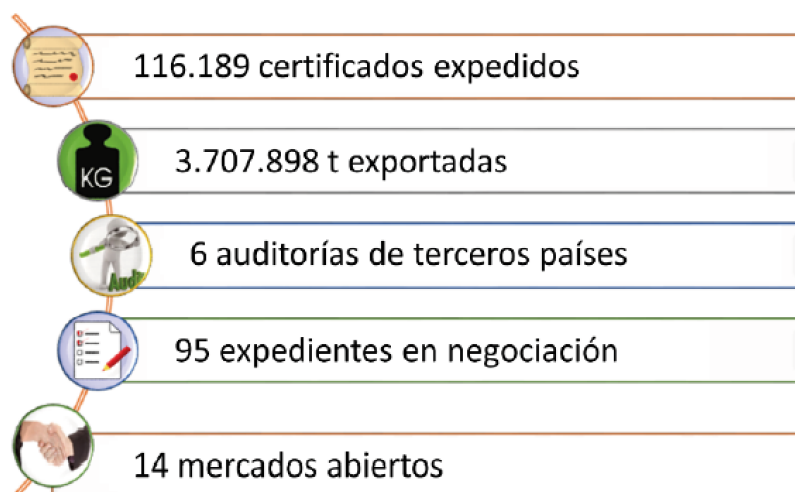 116.189 certificados expedidos
KG
3.707.898 t exportadas
Audi
6 auditorías de terceros países
95 expedientes en negociación
14 mercados abiertos